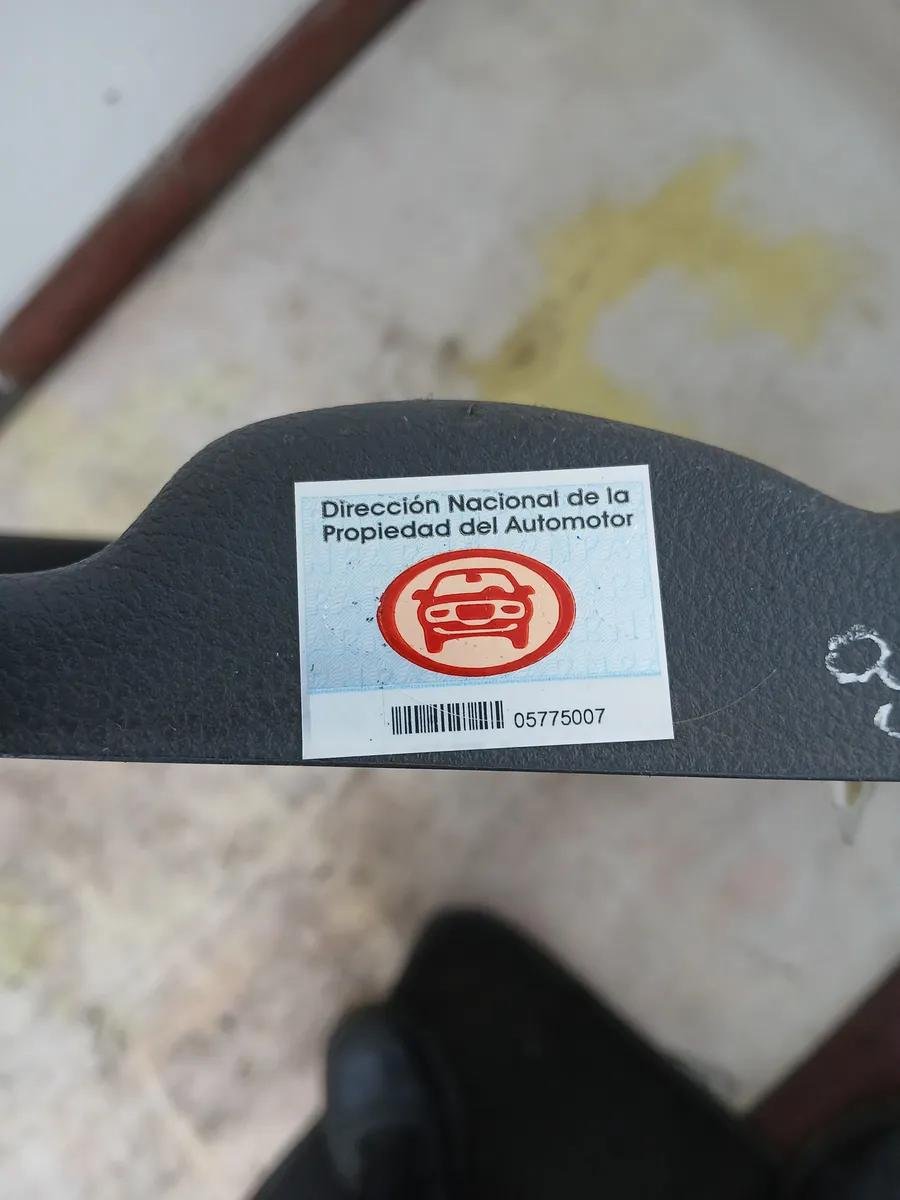 Dirección Nacional de la
Propiedad del Automotor
05775007